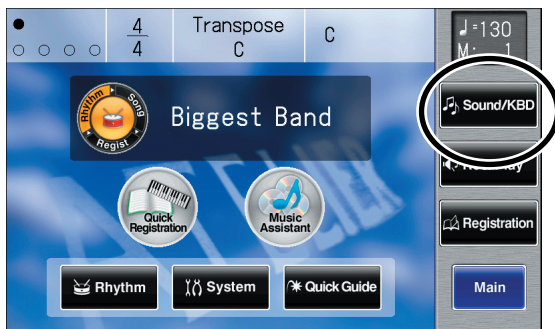 4
4
Transpose
C
C
♩=130
M: 1
Rhythm
Song
Regist
Biggest Band
Sound/KBD
Quick
Registration
Music
Assistant
Registration
Rhythm
System
Quick Guide
Main
ATELIER